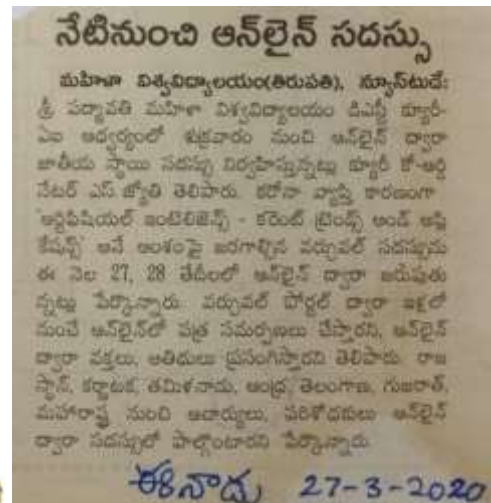 నేటినుంచి ఆన్‌లైన్ సదస్సు
మహిళా విశ్వవిద్యాలయం(తిరుపతి), న్యూస్‌టుడే:
శ్రీ పద్మావతి మహిళా విశ్వవిద్యాలయం డిఎస్టీ క్యూరీ-
ఏఐ ఆధ్వర్యంలో శుక్రవారం నుంచి ఆన్‌లైన్ ద్వారా
జాతీయ స్థాయి సదస్సు నిర్వహిస్తున్నట్లు క్యూరీ కో-ఆర్డి
నేటర్ ఎస్.జ్యోతి తెలిపారు. కరోనా వ్యాప్తి కారణంగా
'ఆర్టిఫిషియల్ ఇంటెలిజెన్స్ - కరెంట్ ట్రెండ్స్ అండ్ అప్లి
కేషన్స్' అనే అంశంపై జరగాల్సిన వర్చువల్ సదస్సును
ఈ నెల 27, 28 తేదీలలో ఆన్‌లైన్ ద్వారా జరుపుతు
న్నట్లు పేర్కొన్నారు. వర్చువల్ పోర్టల్ ద్వారా ఇళ్లలో
నుంచే ఆన్‌లైన్‌లో పత్ర సమర్పణలు చేస్తారని, ఆన్‌లైన్
ద్వారా వక్తలు, అతిథులు ప్రసంగిస్తారని తెలిపారు. రాజ
స్థాన్, కర్ణాటక, తమిళనాడు, ఆంధ్ర, తెలంగాణ, గుజరాత్,
మహారాష్ట్ర నుంచి ఆచార్యులు, పరిశోధకులు ఆన్‌లైన్
ద్వారా సదస్సులో పాల్గొంటారని పేర్కొన్నారు.
ఈనాడు 27-3-2020